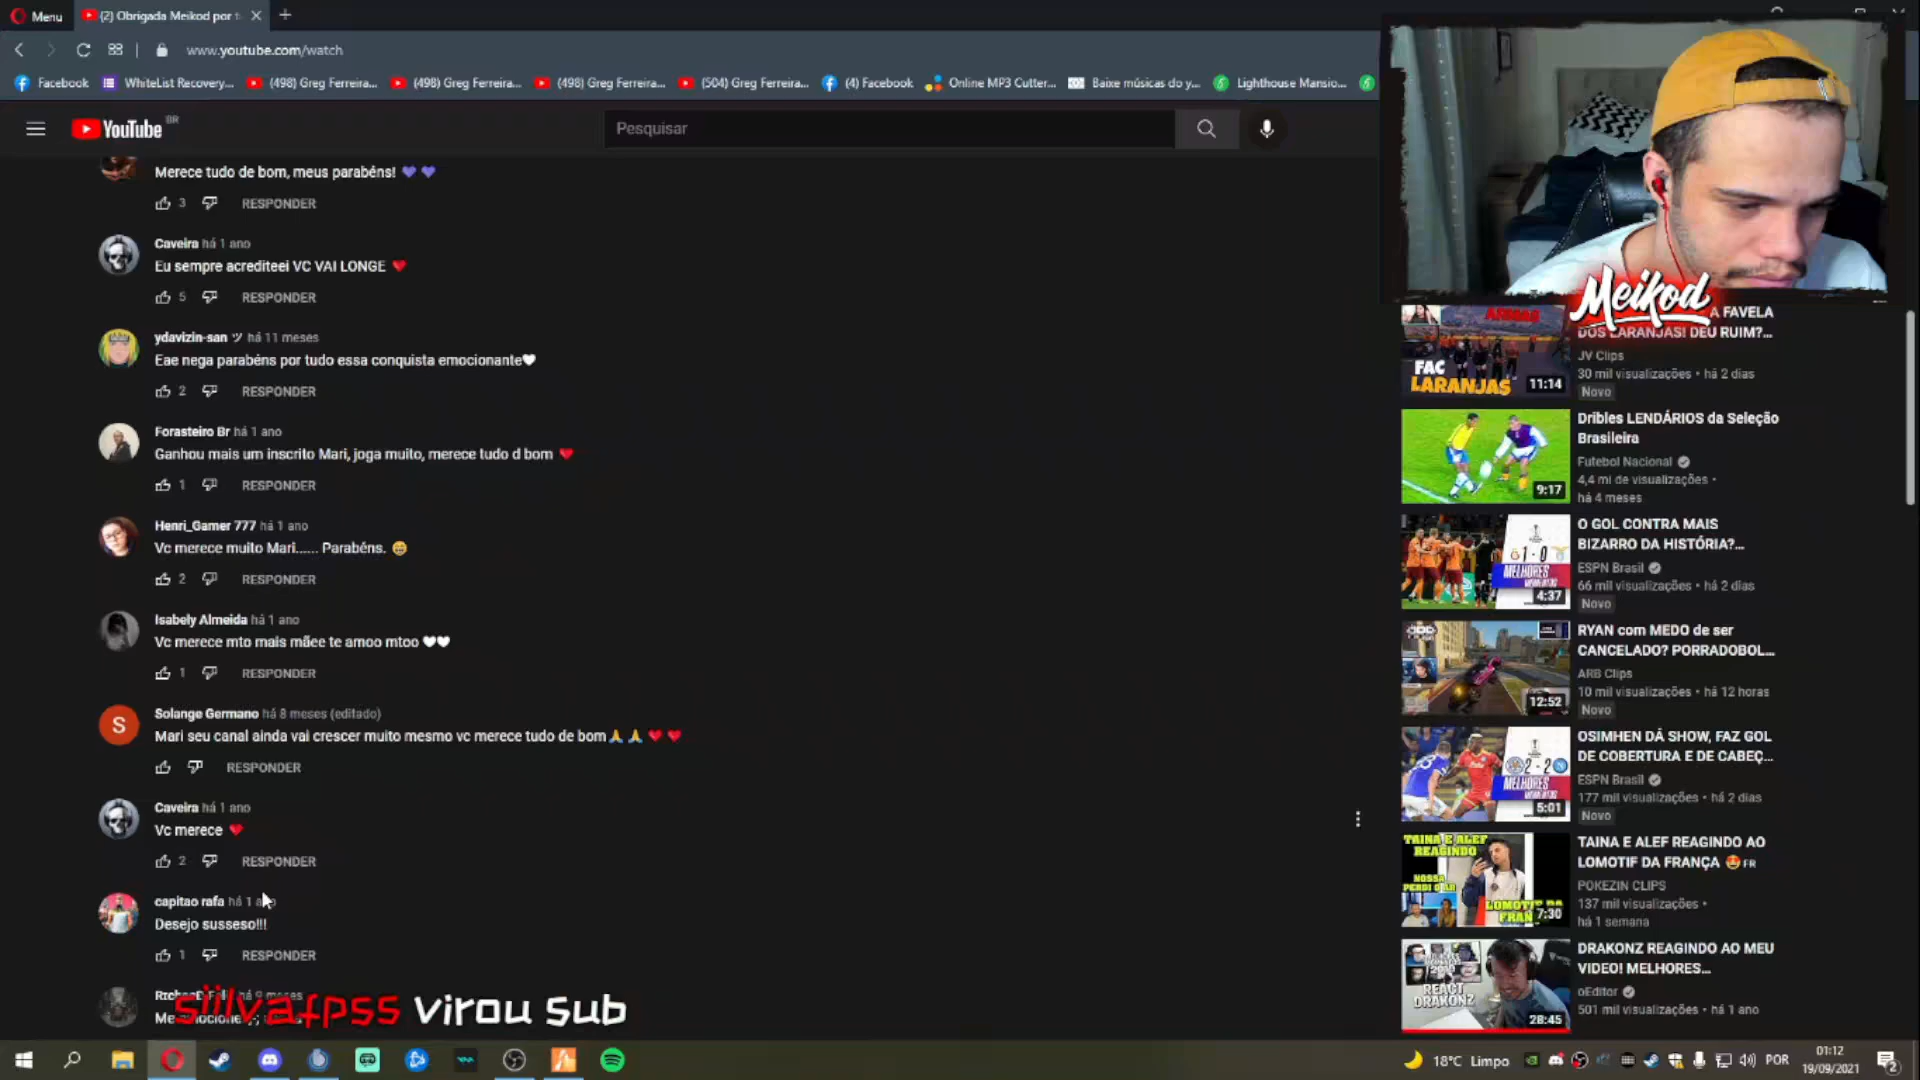 Menu
(2) Obrigada Meikod por t
www.youtube.com/watch
Facebook
WhiteList Recovery...
(498) Greg Ferreira...
(498) Greg Ferreira...
(498) Greg Ferreira...
(504) Greg Ferreira...
(4) Facebook
Online MP3 Cutter...
Baixe músicas do y...
Lighthouse Mansio...
YouTube BR
Pesquisar
Merece tudo de bom, meus parabéns! 💜 💜
3 RESPONDER
Caveira há 1 ano
Eu sempre acrediteei VC VAI LONGE ❤
5 RESPONDER
ydavizin-san ツ há 11 meses
Eae nega parabéns por tudo essa conquista emocionante🤍
2 RESPONDER
Forasteiro Br há 1 ano
Ganhou mais um inscrito Mari, joga muito, merece tudo d bom ❤
1 RESPONDER
Henri_Gamer 777 há 1 ano
Vc merece muito Mari...... Parabéns. 😁
2 RESPONDER
Isabely Almeida há 1 ano
Vc merece mto mais mãee te amoo mtoo 🤍🤍
1 RESPONDER
S
Solange Germano há 8 meses (editado)
Mari seu canal ainda vai crescer muito mesmo vc merece tudo de bom🙏 🙏 ❤ ❤
RESPONDER
Caveira há 1 ano
Vc merece ❤
2 RESPONDER
capitao rafa há 1
Desejo susseso!!!
1 RESPONDER
há 9 meses
siilvafpss virou sub
Meikod
A FAVELA
DOS LARANJAS! DEU RUIM?...
JV Clips
30 mil visualizações • há 2 dias
Novo
FAC
LARANJAS
11:14
Dribles LENDÁRIOS da Seleção
Brasileira
Futebol Nacional
4,4 mi de visualizações •
há 4 meses
9:17
O GOL CONTRA MAIS
BIZARRO DA HISTÓRIA?...
ESPN Brasil
66 mil visualizações • há 2 dias
Novo
1-0
MELHORES
4:37
RYAN com MEDO de ser
CANCELADO? PORRADOBOL...
ARB Clips
10 mil visualizações • há 12 horas
Novo
12:52
OSIMHEN DÁ SHOW, FAZ GOL
DE COBERTURA E DE CABEÇ...
ESPN Brasil
177 mil visualizações • há 2 dias
Novo
2-2
MELHORES
5:01
TAINA E ALEF REAGINDO AO
LOMOTIF DA FRANÇA 😍 FR
POKEZIN CLIPS
137 mil visualizações •
há 1 semana
TAINA E ALEF
REAGINDO
NOSSA
PERDI O AR
LOMOTIF DA
FRAN
7:30
DRAKONZ REAGINDO AO MEU
VIDEO! MELHORES...
oEditor
501 mil visualizações • há 1 ano
REACT
DRAKONZ
28:45
18°C Limpo
POR
01:12
19/09/2021
2